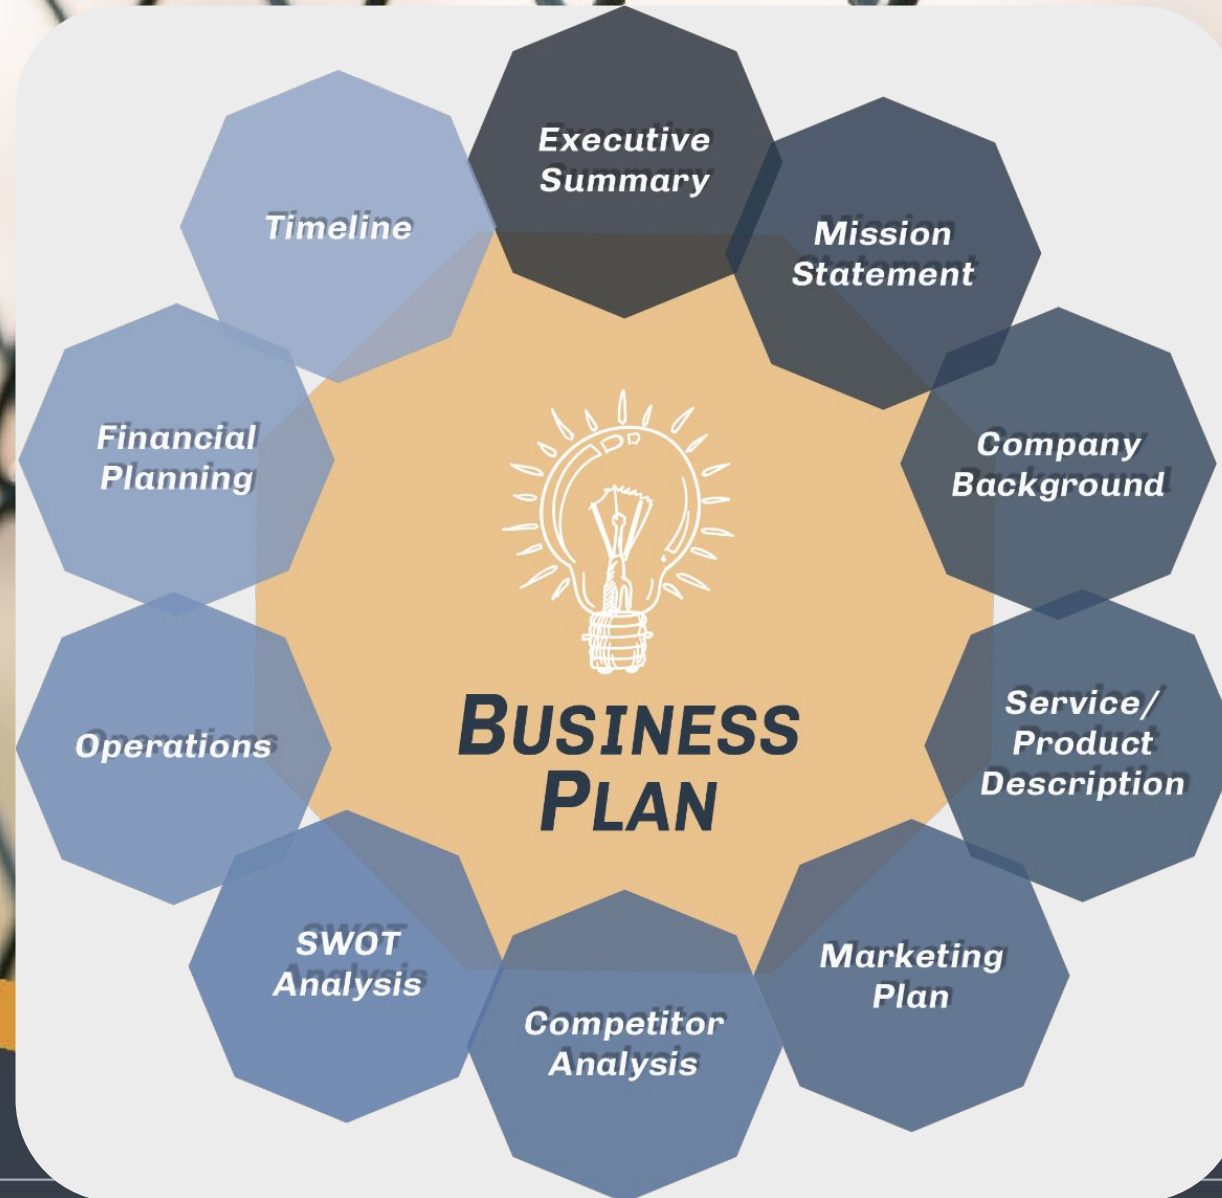 Executive
Summary
Mission
Statement
Company
Background
Service/
Product
Description
Marketing
Plan
Competitor
Analysis
SWOT
Analysis
Operations
Financial
Planning
Timeline
BUSINESS
PLAN